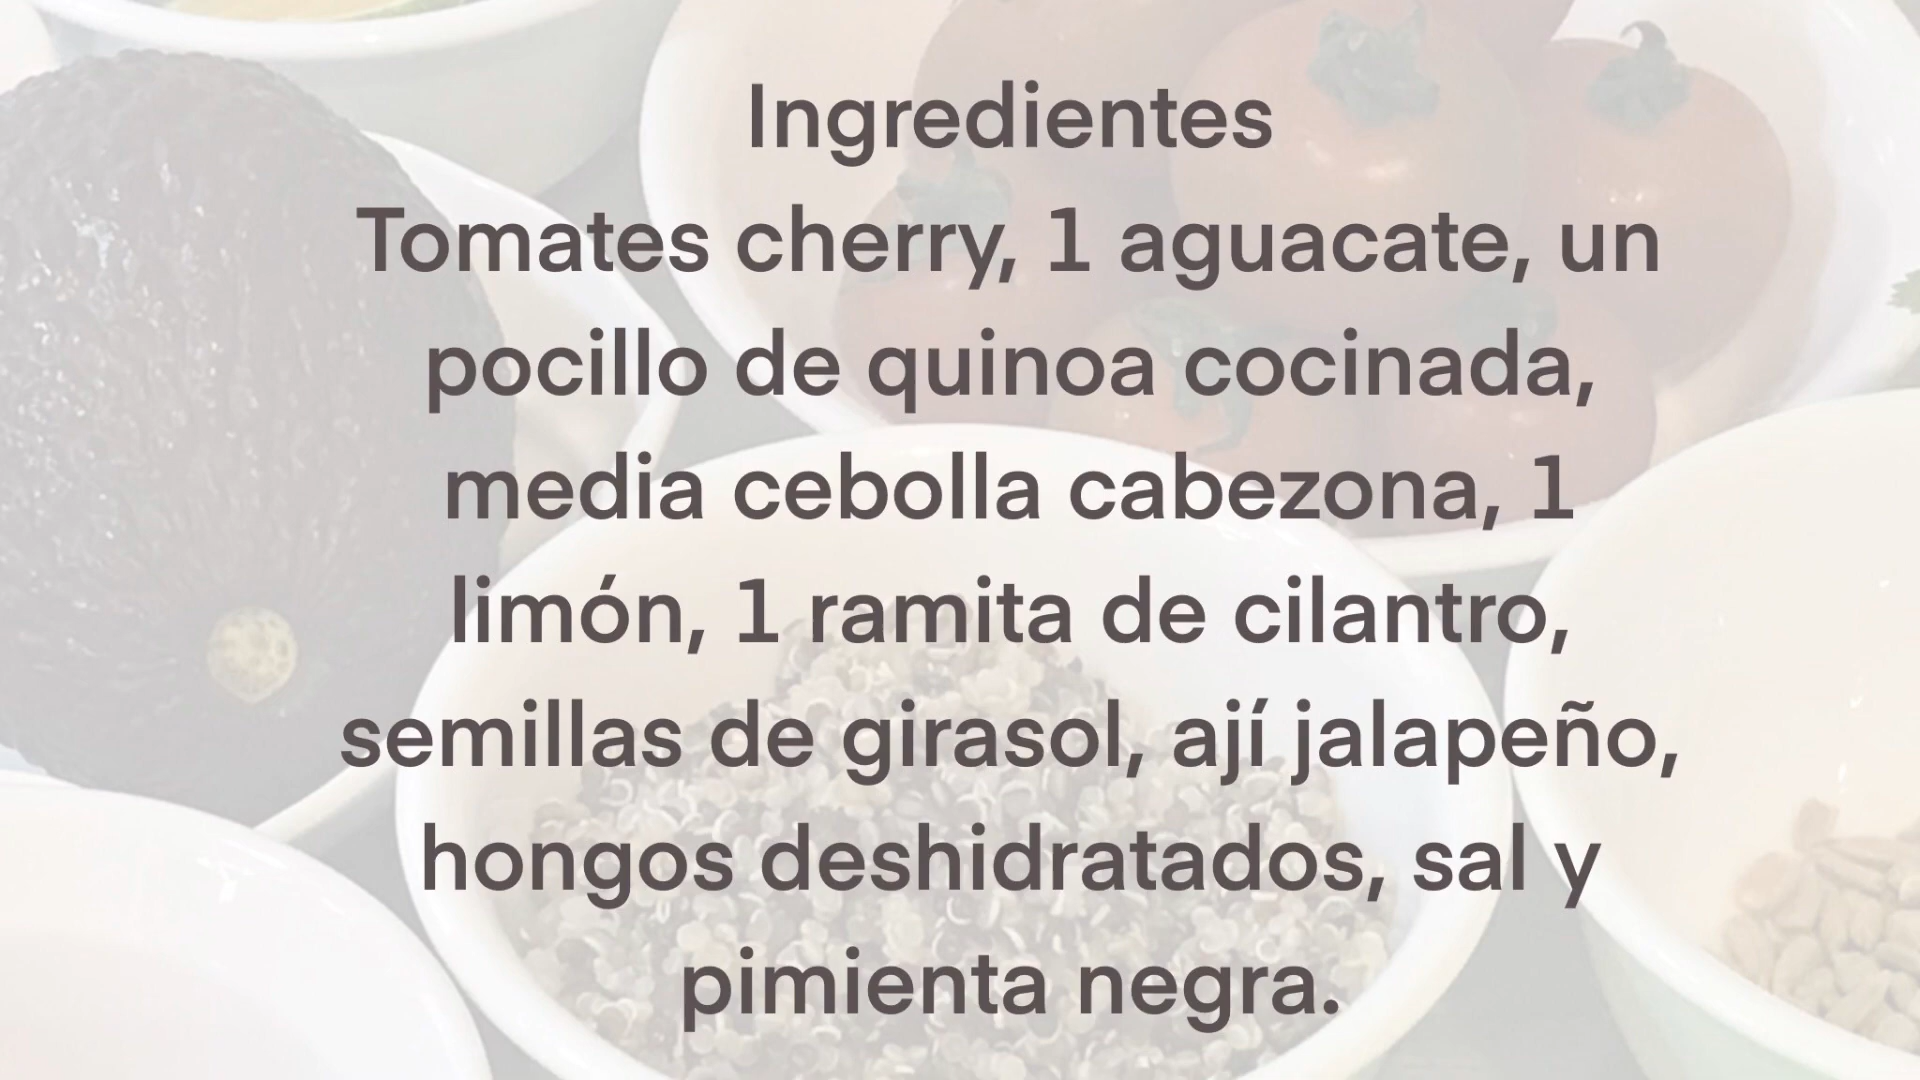 Ingredientes
Tomates cherry, 1 aguacate, un
pocillo de quinoa cocinada,
media cebolla cabezona, 1
limón, 1 ramita de cilantro,
semillas de girasol, ají jalapeño,
hongos deshidratados, sal y
pimienta negra.